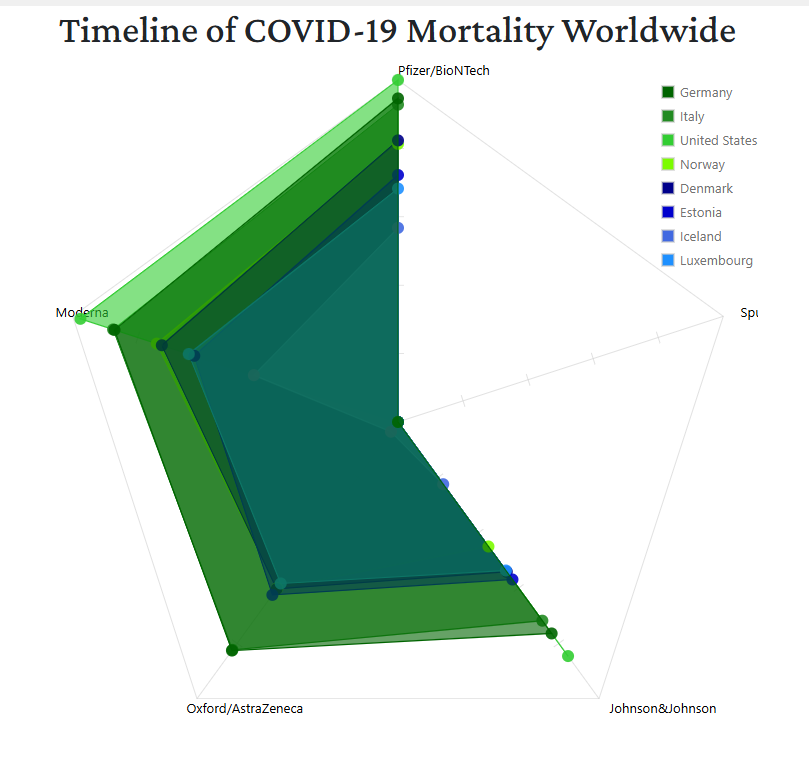 Timeline of COVID-19 Mortality Worldwide
Pfizer/BioNTech
Germany
Italy
United States
Norway
Denmark
Estonia
Iceland
Luxembourg
Moderna
Spu
Oxford/AstraZeneca
Johnson&Johnson